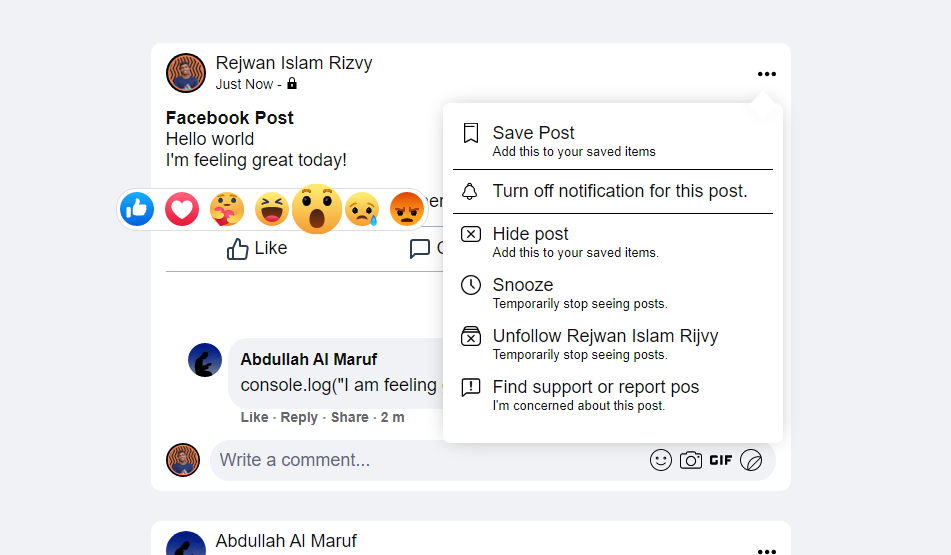 Rejwan Islam Rizvy
Just Now -
Facebook Post
Hello world
I'm feeling great today!
Like
Save Post
Add this to your saved items
Turn off notification for this post.
Hide post
Add this to your saved items.
Snooze
Temporarily stop seeing posts.
Unfollow Rejwan Islam Rijvy
Temporarily stop seeing posts.
Find support or report pos
I'm concerned about this post.
Abdullah Al Maruf
console.log("I am feeling
Like · Reply · Share · 2 m
Write a comment...
GIF
Abdullah Al Maruf